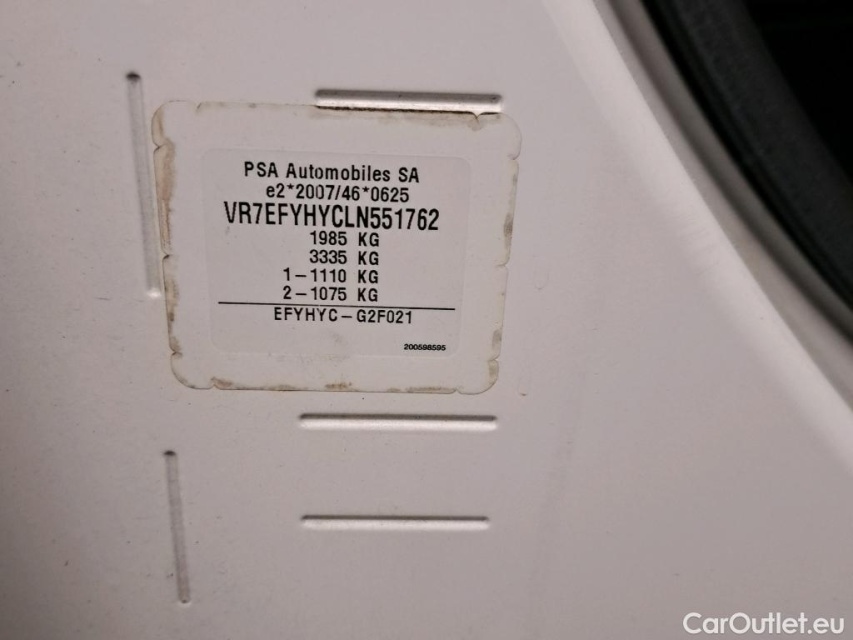 PSA Automobiles SA
e2*2007/46*0625
VR7EFYHYCLN551762
1985 KG
3335 KG
1-1110 KG
2-1075 KG
EFYHYC-G2F021
200598595
CarOutlet.eu